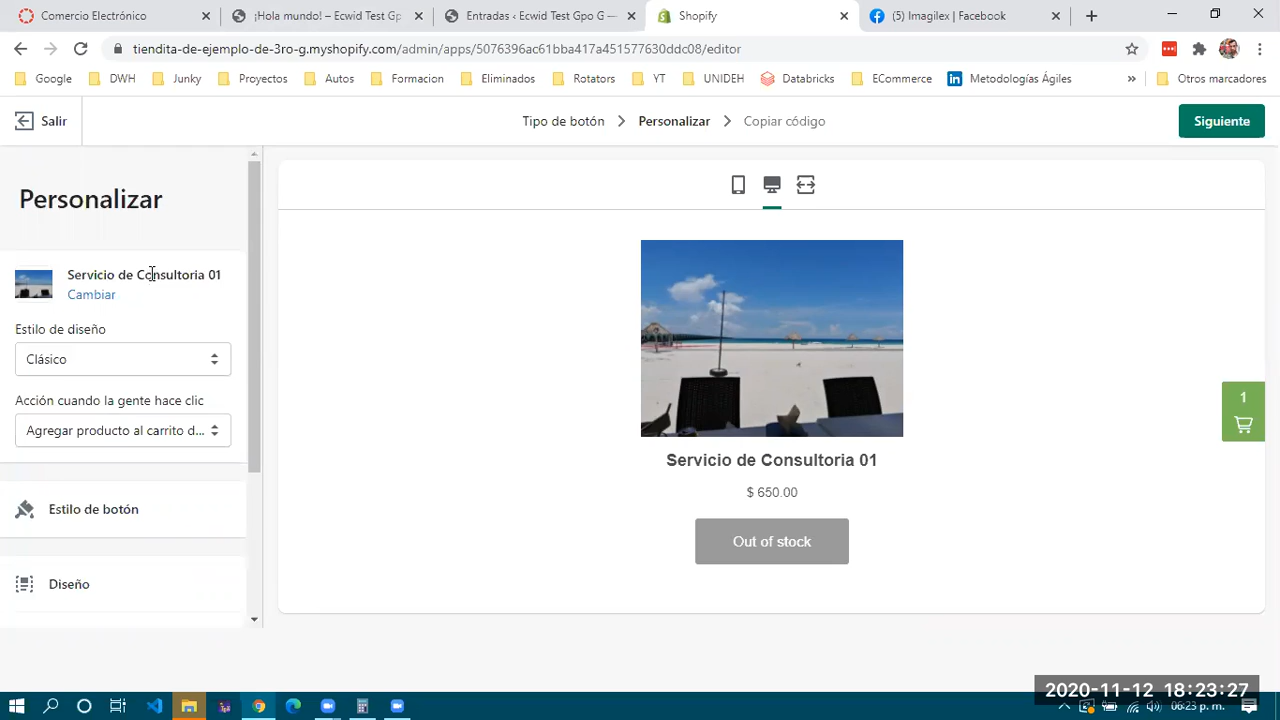 Comercio Electrónico
¡Hola mundo! – Ecwid Test Gp
Entradas ‹ Ecwid Test Gpo G —
Shopify
(5) Imagilex | Facebook
tiendita-de-ejemplo-de-3ro-g.myshopify.com/admin/apps/5076396ac61bba417a451577630ddc08/editor
Google
DWH
Junky
Proyectos
Autos
Formacion
Eliminados
Rotators
YT
UNIDEH
Databricks
ECommerce
Metodologías Ágiles
»
Otros marcadores
Salir
Tipo de botón
Personalizar
Copiar código
Siguiente
Personalizar
Servicio de Consultoria 01
Cambiar
Estilo de diseño
Clásico
Acción cuando la gente hace clic
Agregar producto al carrito d...
Estilo de botón
Diseño
Servicio de Consultoria 01
$ 650.00
Out of stock
1
2020-11-12 18:23:27
06:23 p. m.